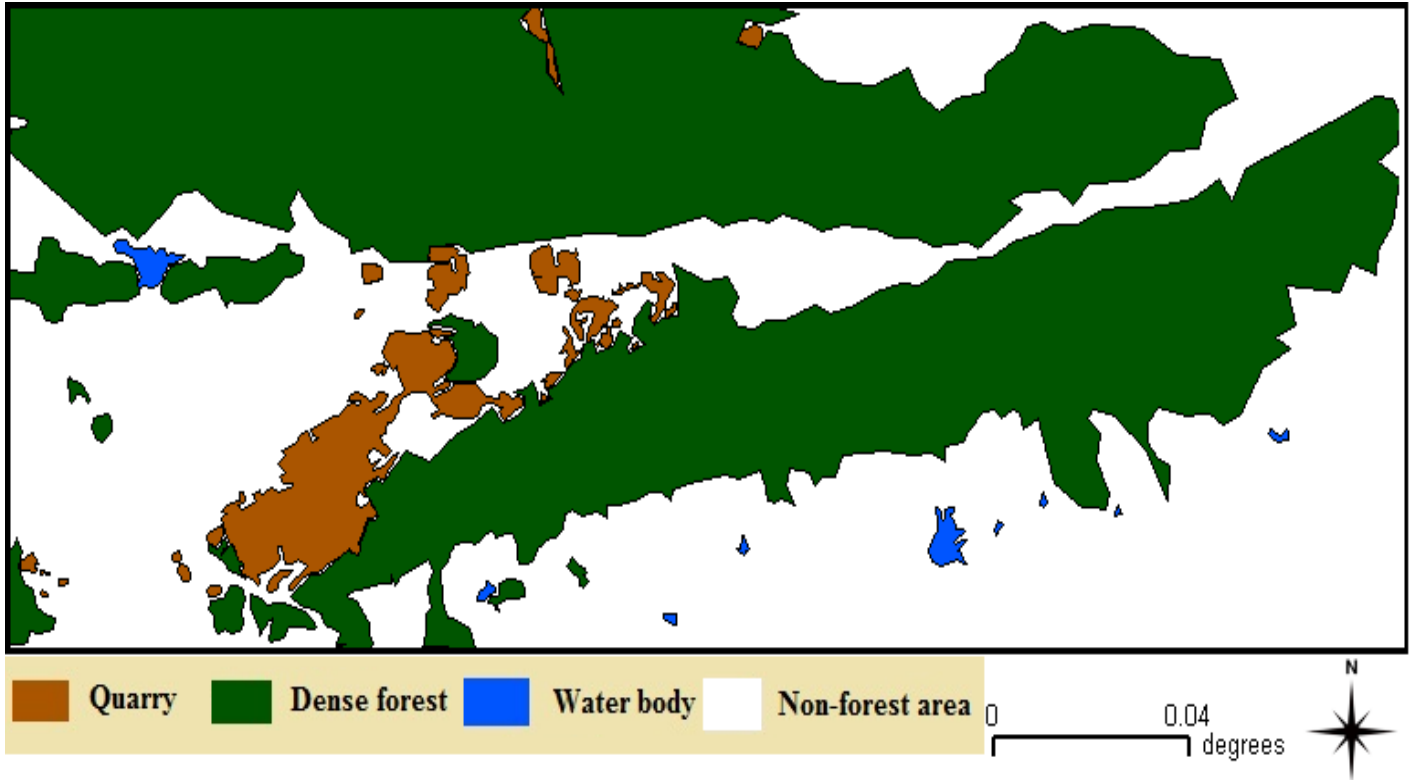 Quarry
Dense forest
Water body
Non-forest area
0
0.04
degrees
N